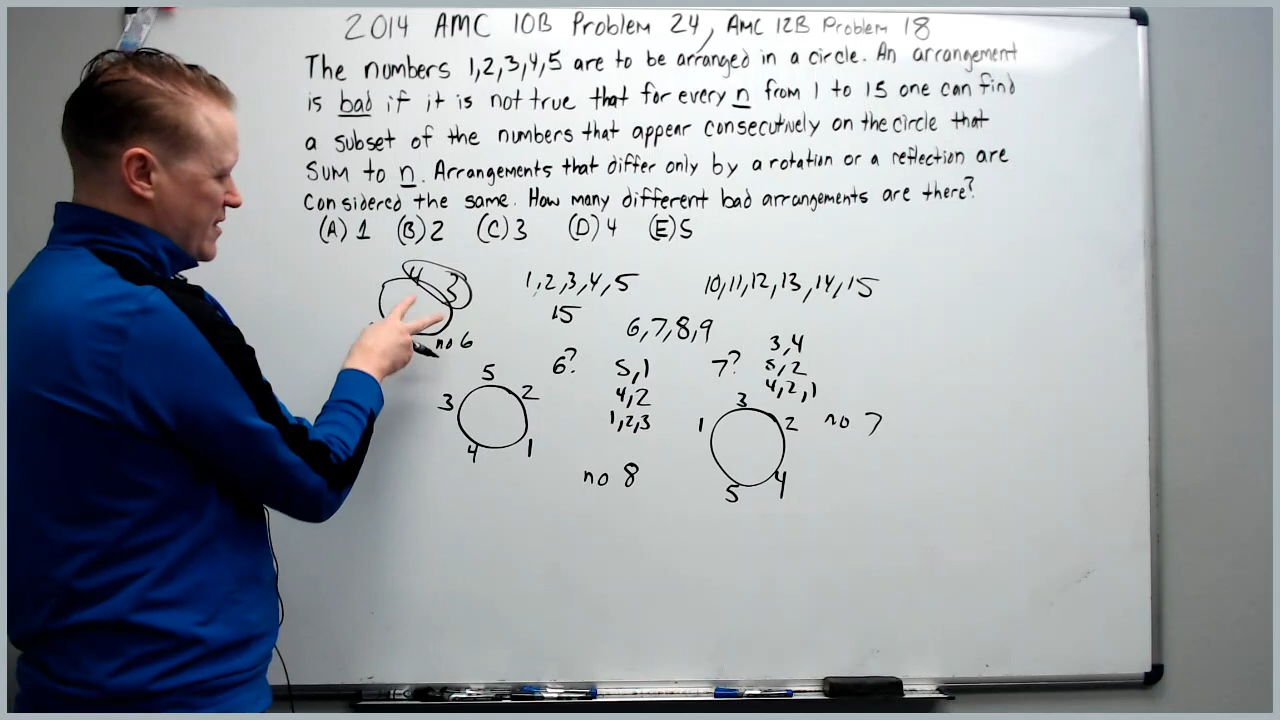 2014 AMC 10B Problem 24, AMC 12B Problem 18
The numbers 1,2,3,4,5 are to be arranged in a circle. An arrangement
is bad if it is not true that for every n from 1 to 15 one can find
a subset of the numbers that appear consecutively on the circle that
sum to n. Arrangements that differ only by a rotation or a reflection are
considered the same. How many different bad arrangements are there?
(A) 1 (B) 2 (C) 3 (D) 4 (E) 5
4 3
no 6
1,2,3,4,5
15
10,11,12,13,14,15
6,7,8,9
6?
5,1
4,2
1,2,3
7?
3,4
5,2
4,2,1
5
3 2
4 1
no 8
3
1 2
5 4
no 7